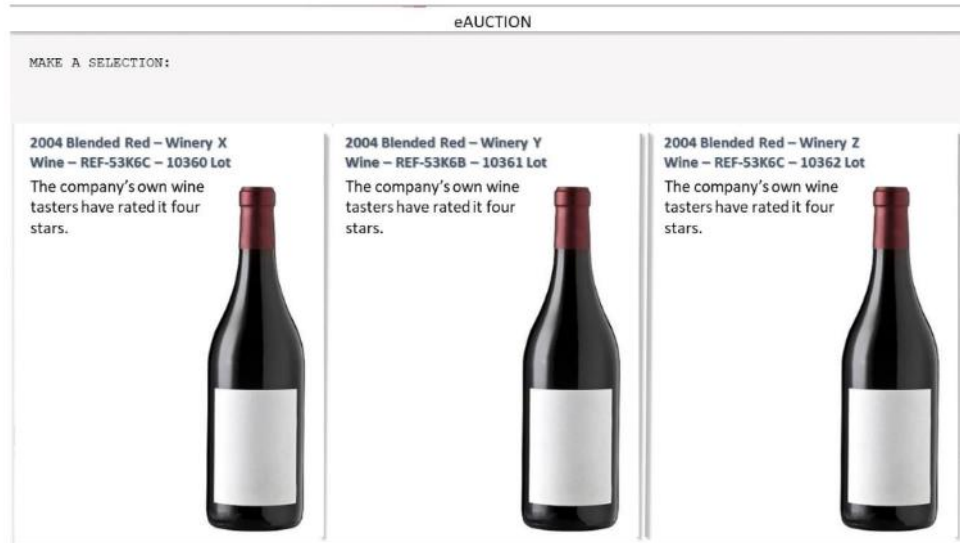 eAUCTION
MAKE A SELECTION:
2004 Blended Red – Winery X
Wine – REF-53K6C – 10360 Lot
The company's own wine
tasters have rated it four
stars.
2004 Blended Red – Winery Y
Wine – REF-53K6B – 10361 Lot
The company's own wine
tasters have rated it four
stars.
2004 Blended Red – Winery Z
Wine – REF-53K6C – 10362 Lot
The company's own wine
tasters have rated it four
stars.